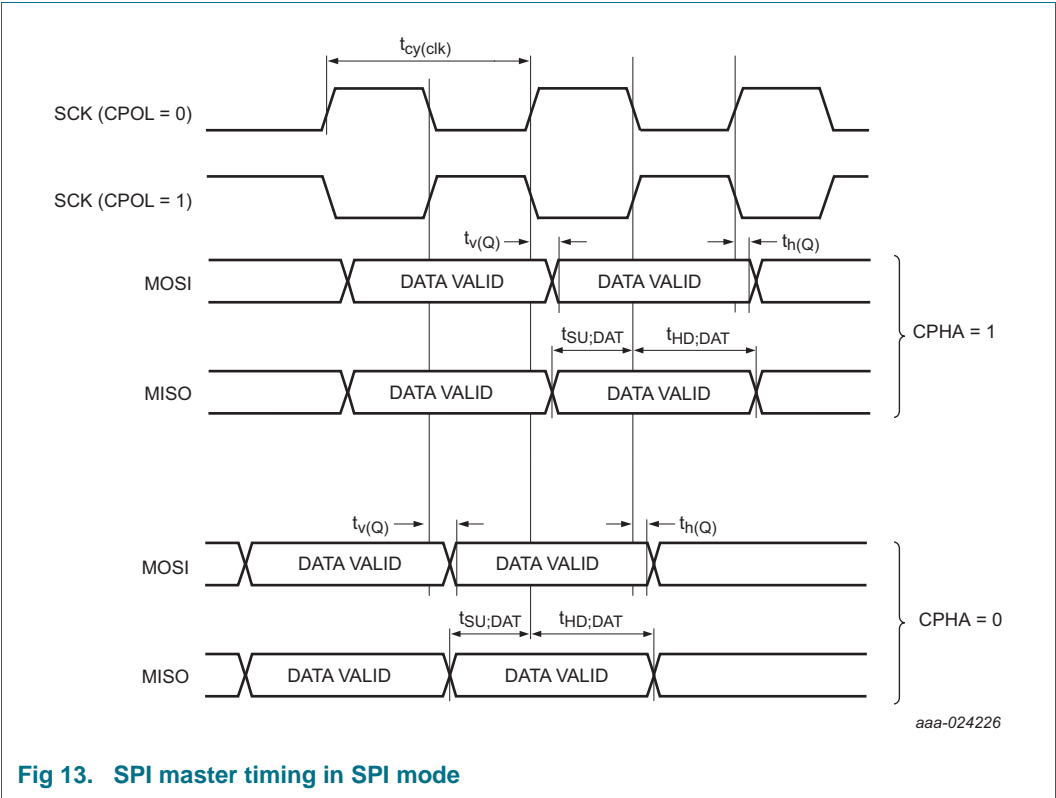 tcy(clk)
SCK (CPOL = 0)
SCK (CPOL = 1)
tv(Q)
th(Q)
MOSI
DATA VALID
DATA VALID
tSU;DAT
tHD;DAT
CPHA = 1
MISO
DATA VALID
DATA VALID
tv(Q)
th(Q)
MOSI
DATA VALID
DATA VALID
tSU;DAT
tHD;DAT
CPHA = 0
MISO
DATA VALID
DATA VALID
aaa-024226
Fig 13. SPI master timing in SPI mode